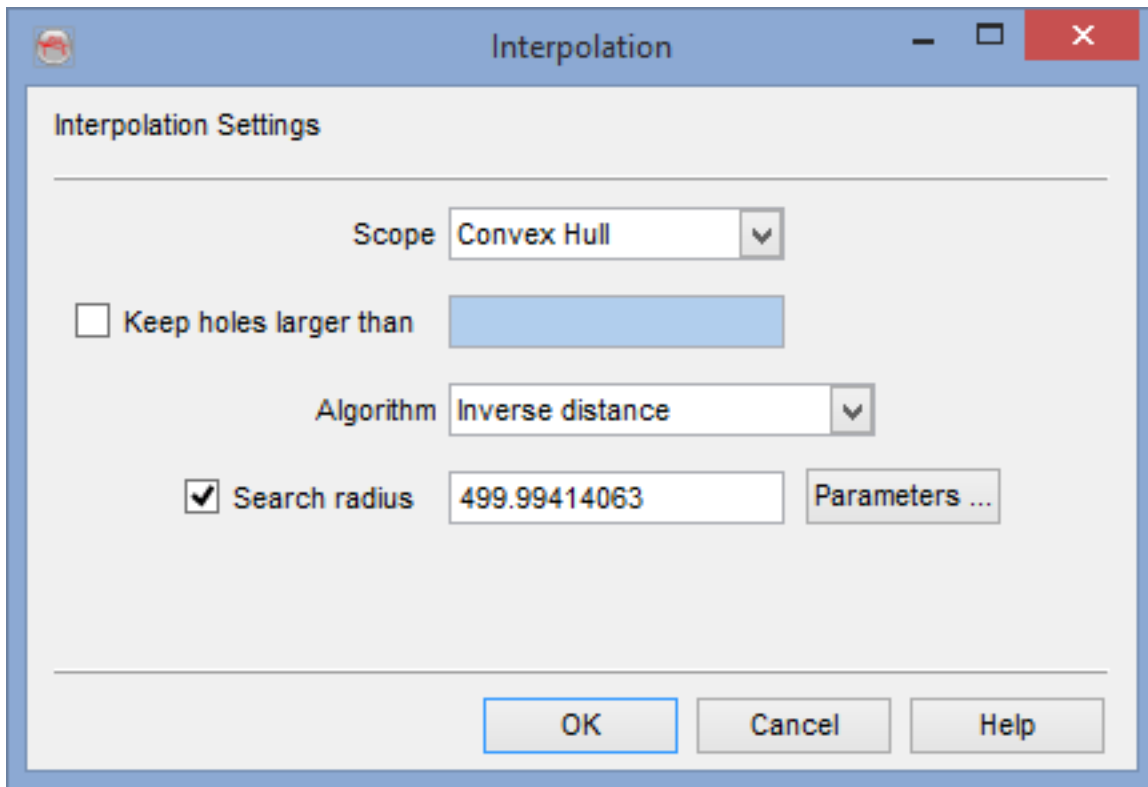 Interpolation
Interpolation Settings
Scope Convex Hull
Keep holes larger than
Algorithm Inverse distance
Search radius 499.99414063 Parameters ...
OK Cancel Help